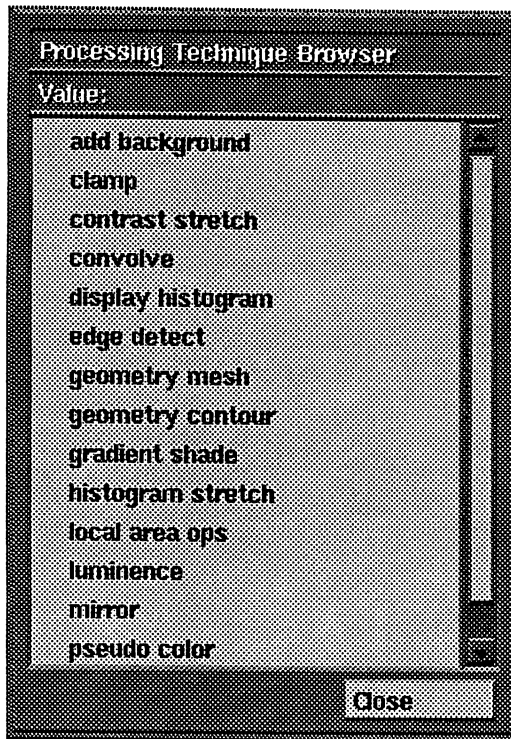 Processing Technique Browser
Value:
add background
clamp
contrast stretch
convolve
display histogram
edge detect
geometry mesh
geometry contour
gradient shade
histogram stretch
local area ops
luminence
mirror
pseudo color
Close